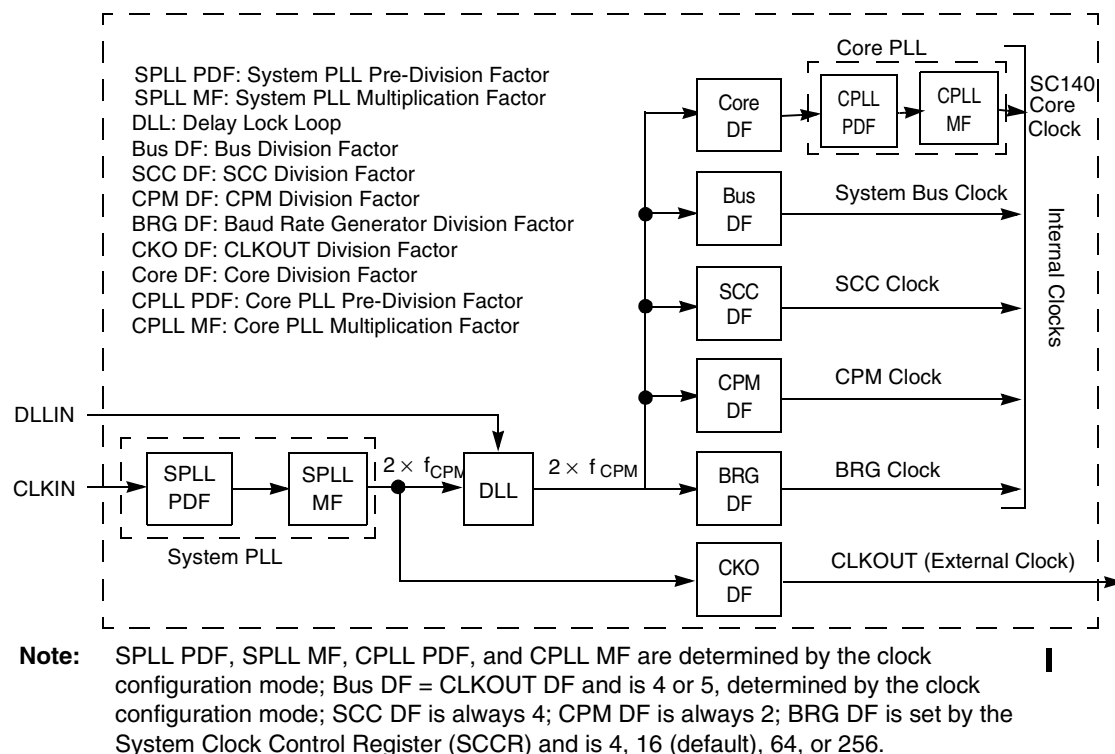 Core PLL
SPLL PDF: System PLL Pre-Division Factor
SPLL MF: System PLL Multiplication Factor
DLL: Delay Lock Loop
Bus DF: Bus Division Factor
SCC DF: SCC Division Factor
CPM DF: CPM Division Factor
BRG DF: Baud Rate Generator Division Factor
CKO DF: CLKOUT Division Factor
Core DF: Core Division Factor
CPLL PDF: Core PLL Pre-Division Factor
CPLL MF: Core PLL Multiplication Factor
Core
DF
CPLL
PDF
CPLL
MF
SC140
Core
Clock
Bus
DF
System Bus Clock
SCC
DF
SCC Clock
CPM
DF
CPM Clock
Internal Clocks
DLLIN
CLKIN
SPLL
PDF
SPLL
MF
System PLL
2 × fCPM
DLL
2 × f CPM
BRG
DF
BRG Clock
CKO
DF
CLKOUT (External Clock)
Note: SPLL PDF, SPLL MF, CPLL PDF, and CPLL MF are determined by the clock
configuration mode; Bus DF = CLKOUT DF and is 4 or 5, determined by the clock
configuration mode; SCC DF is always 4; CPM DF is always 2; BRG DF is set by the
System Clock Control Register (SCCR) and is 4, 16 (default), 64, or 256.